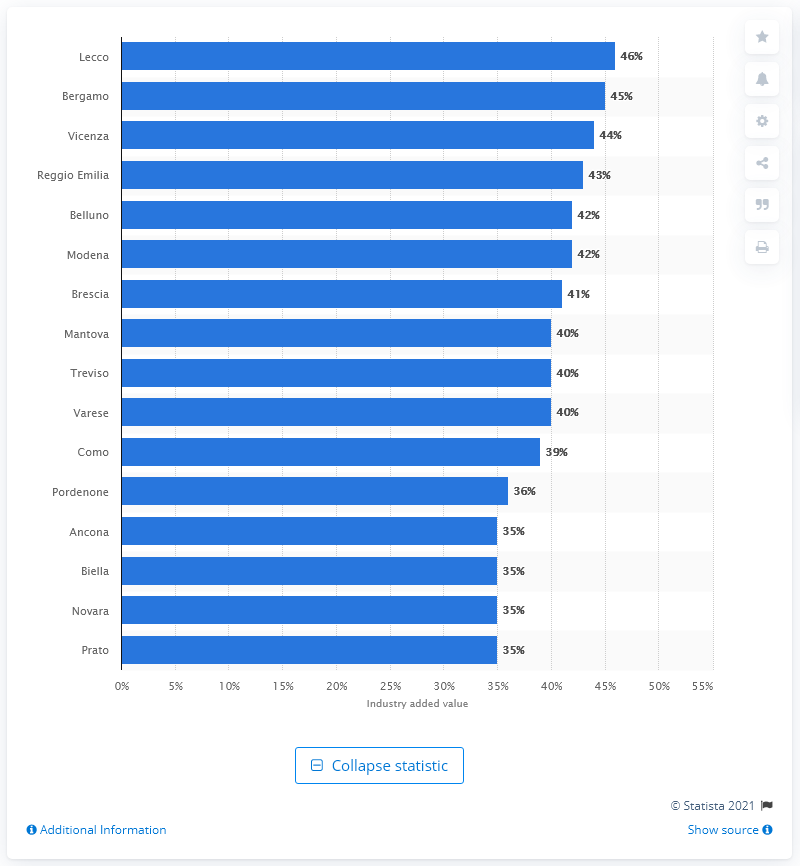 Lecco 46%
Bergamo 45%
Vicenza 44%
Reggio Emilia 43%
Belluno 42%
Modena 42%
Brescia 41%
Mantova 40%
Treviso 40%
Varese 40%
Como 39%
Pordenone 36%
Ancona 35%
Biella 35%
Novara 35%
Prato 35%
0% 5% 10% 15% 20% 25% 30% 35% 40% 45% 50% 55%
Industry added value
Collapse statistic
© Statista 2021
Additional Information Show source